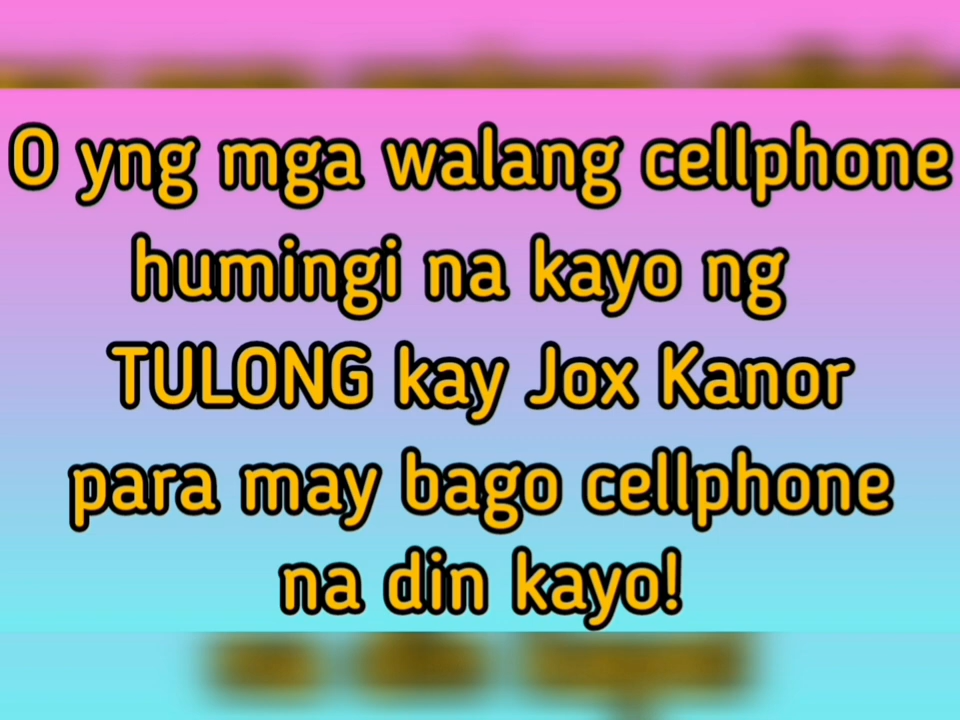 O yng mga walang cellphone
humingi na kayo ng
TULONG kay Jox Kanor
para may bago cellphone
na din kayo!